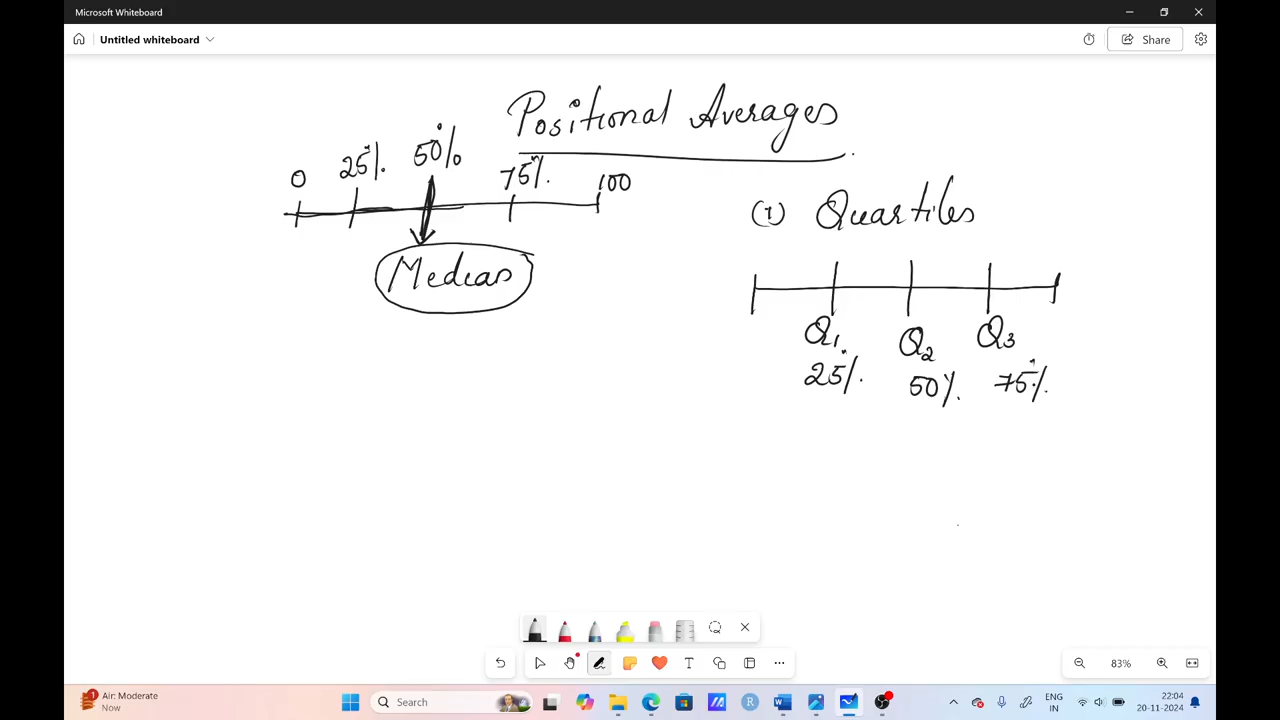 Microsoft Whiteboard
Untitled whiteboard
Share
Positional Averages
0 25% 50% 75% 100
Median
(1) Quartiles
Q1 Q2 Q3
25% 50% 75%
83%
1
Air: Moderate
Now
Search
ENG
IN
22:04
20-11-2024